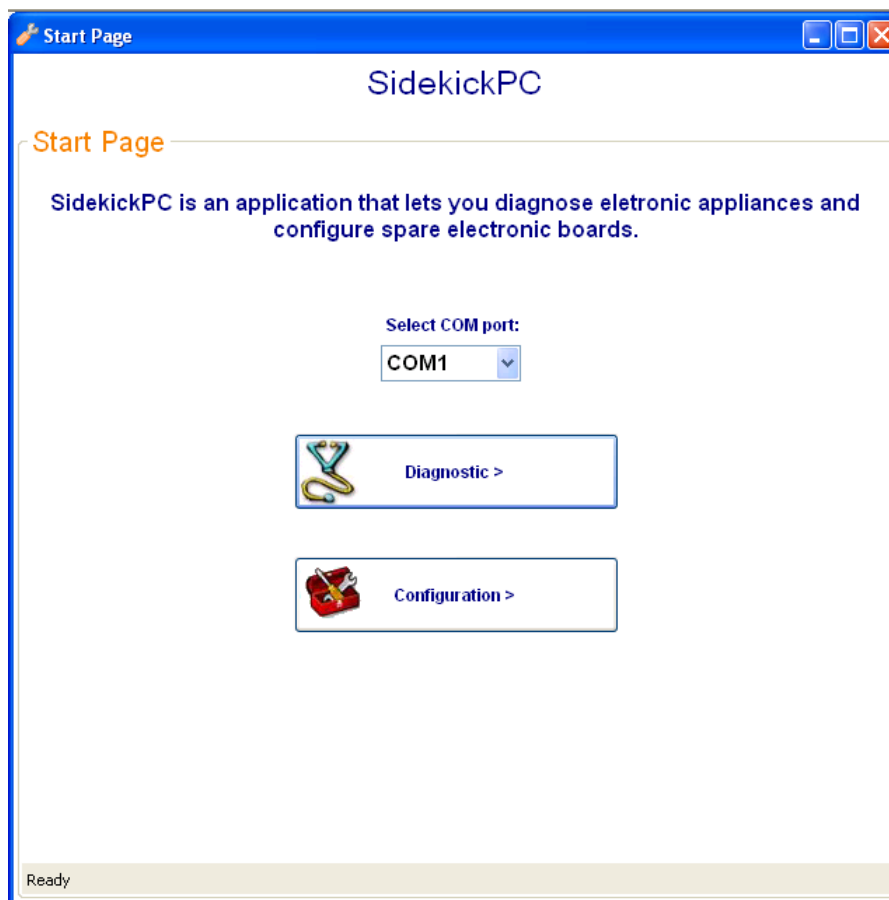 Start Page
SidekickPC
Start Page
SidekickPC is an application that lets you diagnose eletronic appliances and
configure spare electronic boards.
Select COM port:
COM1
Diagnostic >
Configuration >
Ready